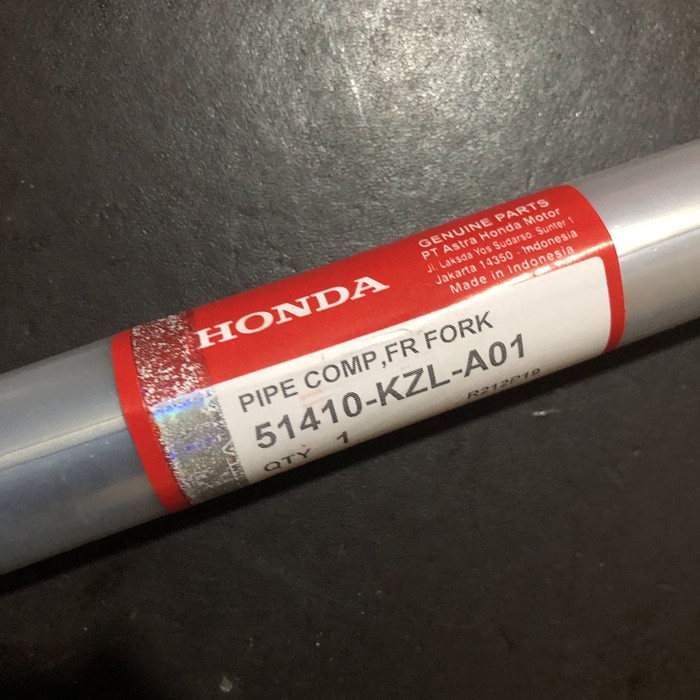 HONDA
GENUINE PARTS
PT Astra Honda Motor
Jl. Laksda Yos Sudarso Sunter 1
Jakarta 14350 - Indonesia
Made in Indonesia
PIPE COMP,FR FORK
51410-KZL-A01
QTY 1
R212P19